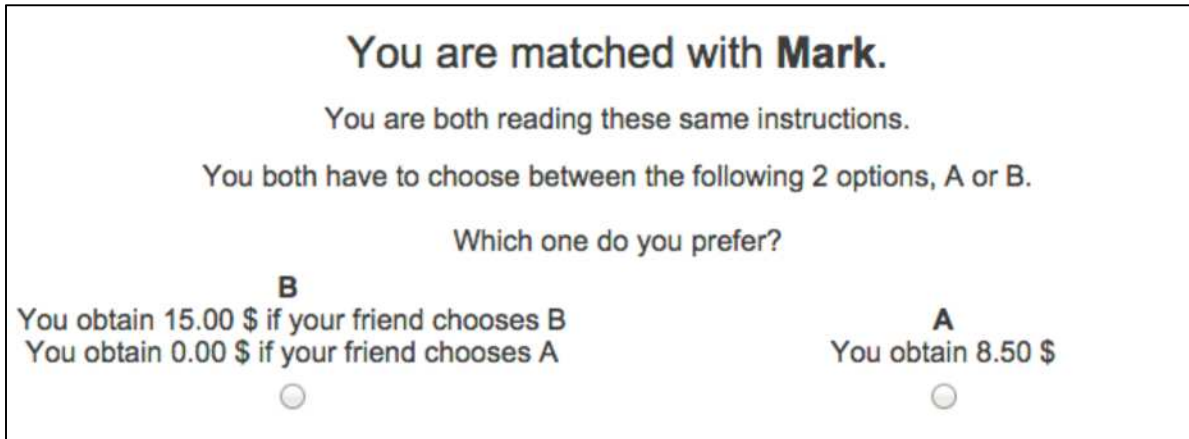 You are matched with Mark.
You are both reading these same instructions.
You both have to choose between the following 2 options, A or B.
Which one do you prefer?
B
You obtain 15.00 $ if your friend chooses B
You obtain 0.00 $ if your friend chooses A
A
You obtain 8.50 $